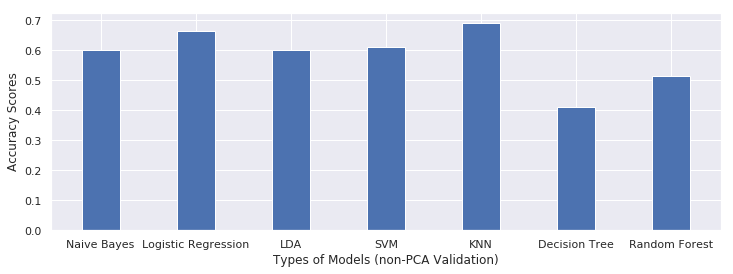 0.7
0.6
0.5
0.4
0.3
0.2
0.1
0.0
Accuracy Scores
Naive Bayes Logistic Regression LDA SVM KNN Decision Tree Random Forest
Types of Models (non-PCA Validation)